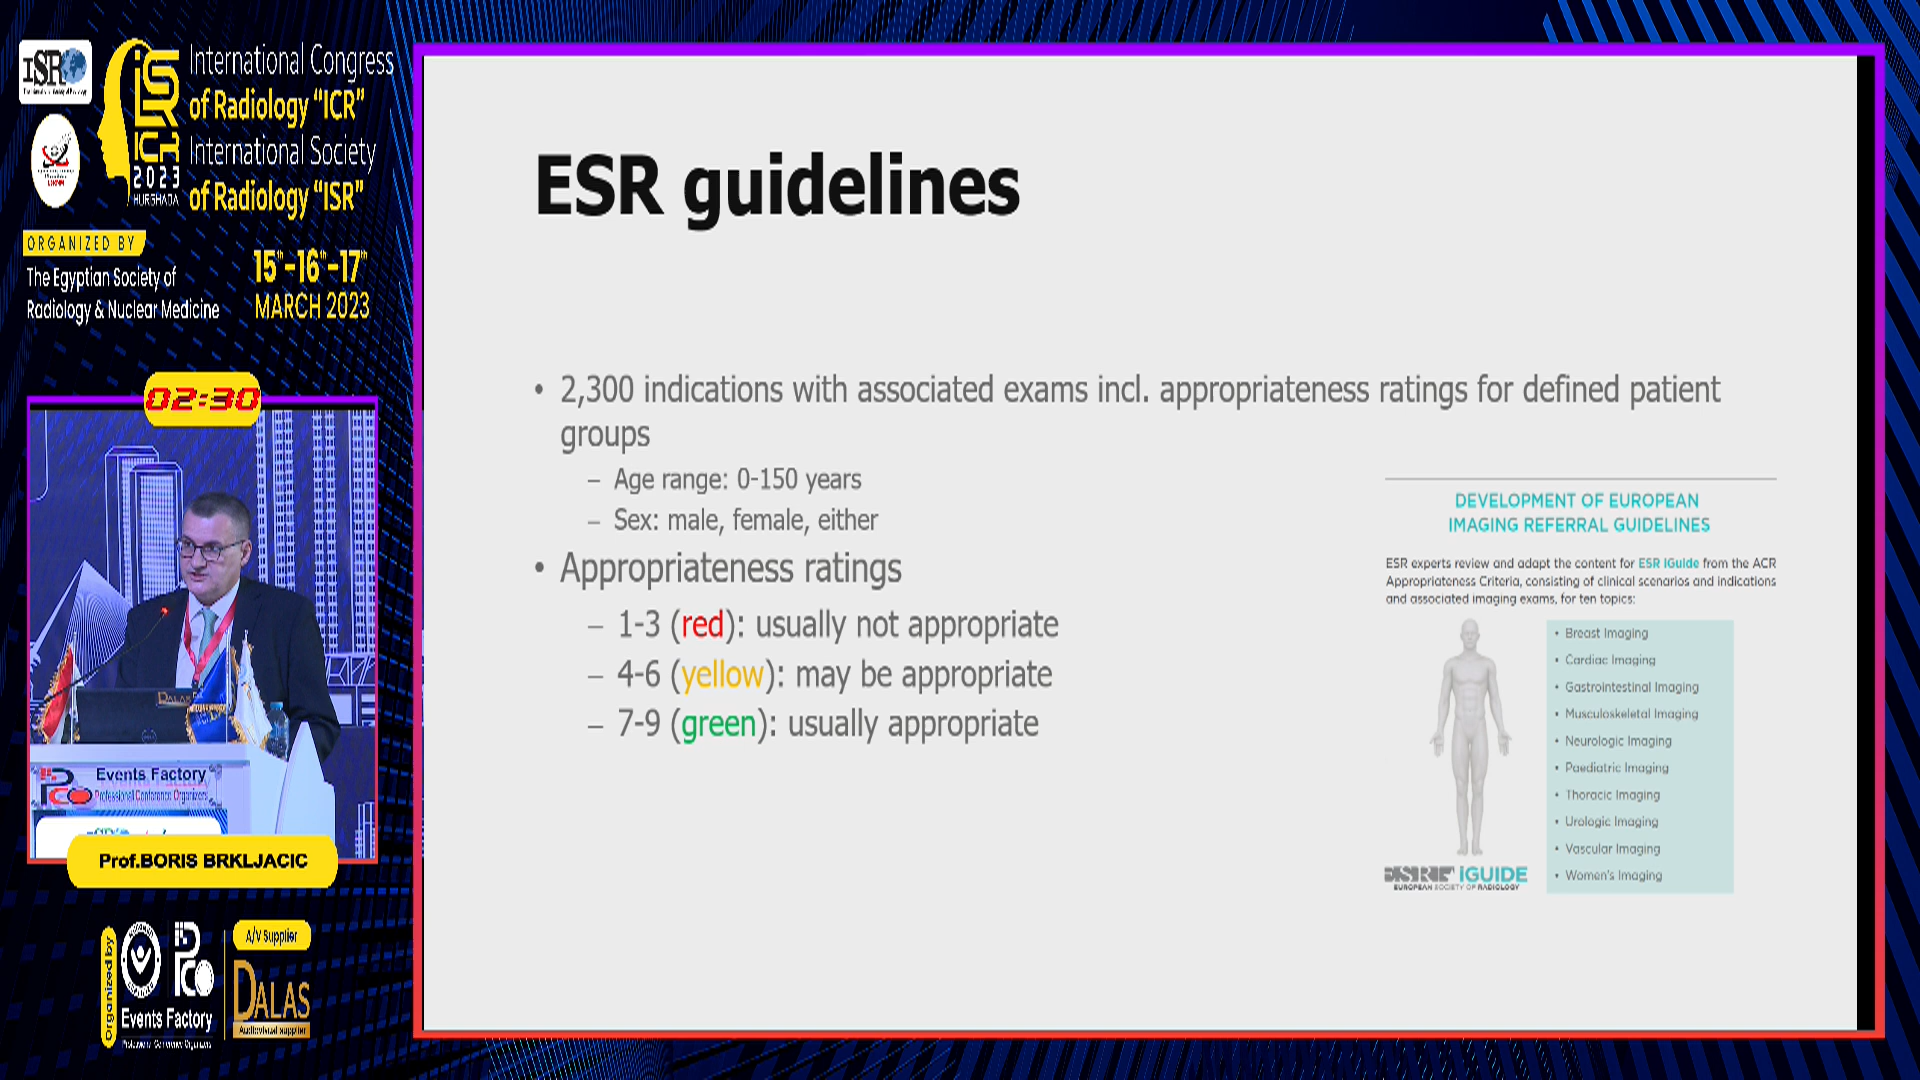 ISR
iS
R
ICR
2023
HURGHADA
International Congress
of Radiology “ICR”
International Society
of Radiology “ISR”
ORGANIZED BY
The Egyptian Society of
Radiology & Nuclear Medicine
15th-16th-17th
MARCH 2023
02:30
DALAS
Events Factory
Professional Conference Organizers
Prof.BORIS BRKLJACIC
Organized by
PCO
Events Factory
Professional Conference Organizers
A/V Supplier
DALAS
Audiovisual supplier
ESR guidelines
• 2,300 indications with associated exams incl. appropriateness ratings for defined patient
groups
– Age range: 0-150 years
– Sex: male, female, either
• Appropriateness ratings
– 1-3 (red): usually not appropriate
– 4-6 (yellow): may be appropriate
– 7-9 (green): usually appropriate
DEVELOPMENT OF EUROPEAN
IMAGING REFERRAL GUIDELINES
ESR experts review and adapt the content for ESR iGuide from the ACR
Appropriateness Criteria, consisting of clinical scenarios and indications
and associated imaging exams, for ten topics:
• Breast Imaging
• Cardiac Imaging
• Gastrointestinal Imaging
• Musculoskeletal Imaging
• Neurologic Imaging
• Paediatric Imaging
• Thoracic Imaging
• Urologic Imaging
• Vascular Imaging
• Women's Imaging
ESR iGUIDE
EUROPEAN SOCIETY OF RADIOLOGY